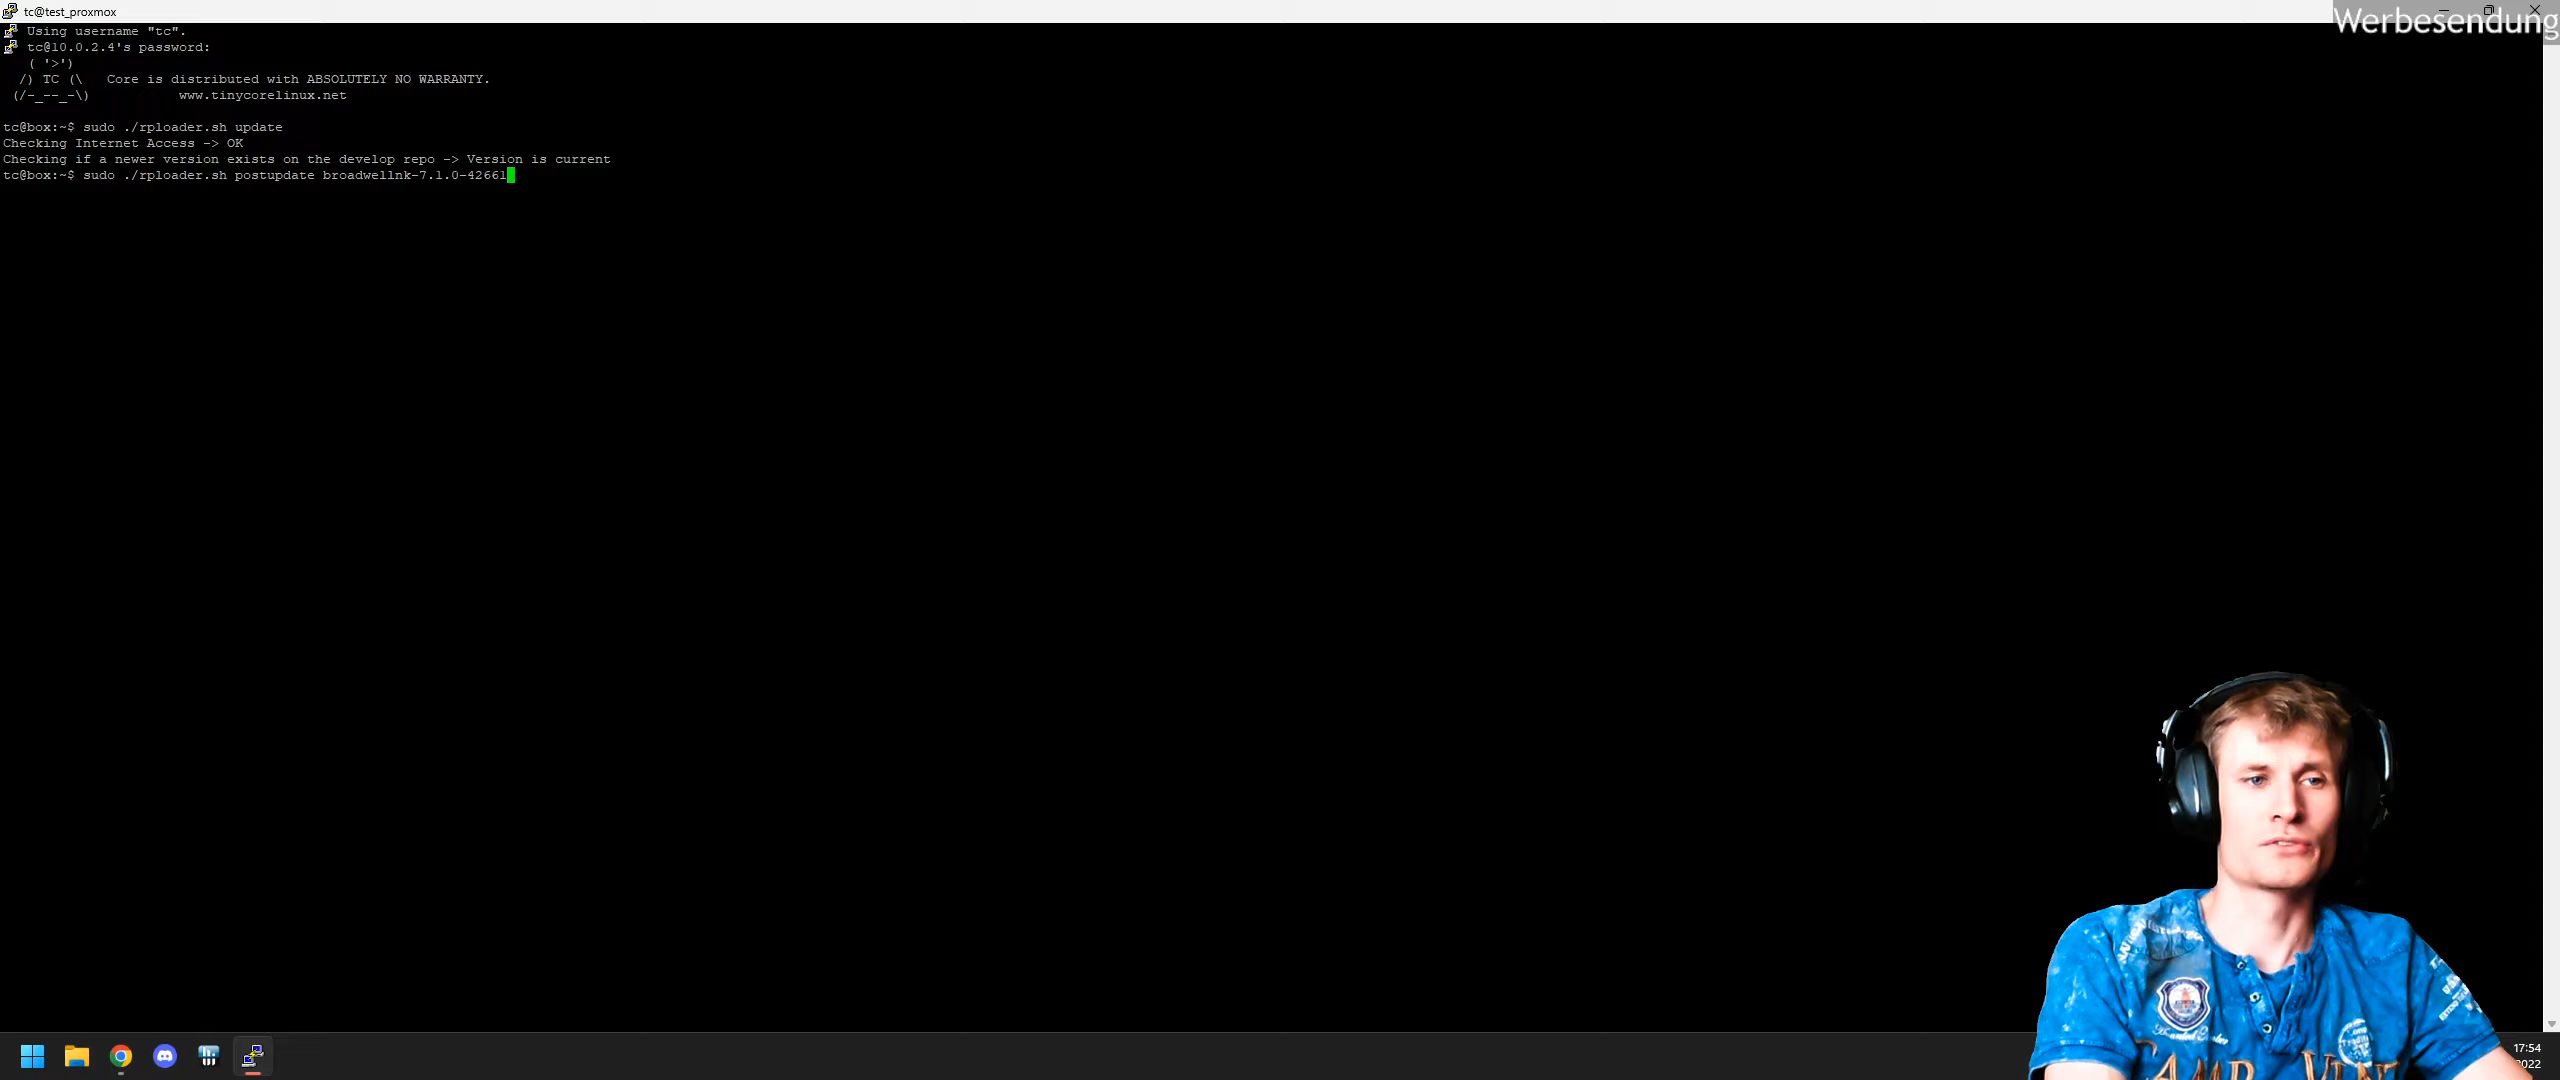 tc@test_proxmox
Werbesendung
Using username "tc".
tc@10.0.2.4's password:
( '>')
/) TC (\   Core is distributed with ABSOLUTELY NO WARRANTY.
(/-_--_-\)           www.tinycorelinux.net
tc@box:~$ sudo ./rploader.sh update
Checking Internet Access -> OK
Checking if a newer version exists on the develop repo -> Version is current
tc@box:~$ sudo ./rploader.sh postupdate broadwellnk-7.1.0-42661
17:54
2022